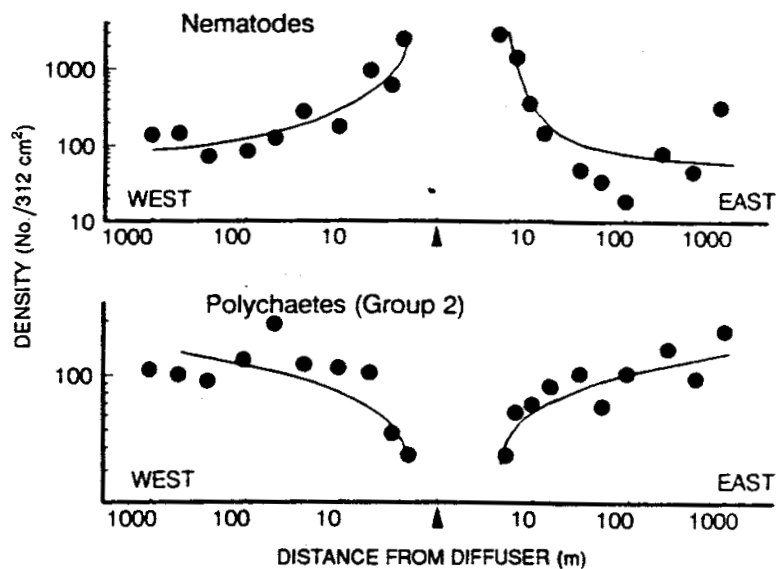 Nematodes
1000
100
10
WEST
EAST
1000 100 10 10 100 1000
DENSITY (No./312 cm²)
Polychaetes (Group 2)
100
WEST
EAST
1000 100 10 10 100 1000
DISTANCE FROM DIFFUSER (m)